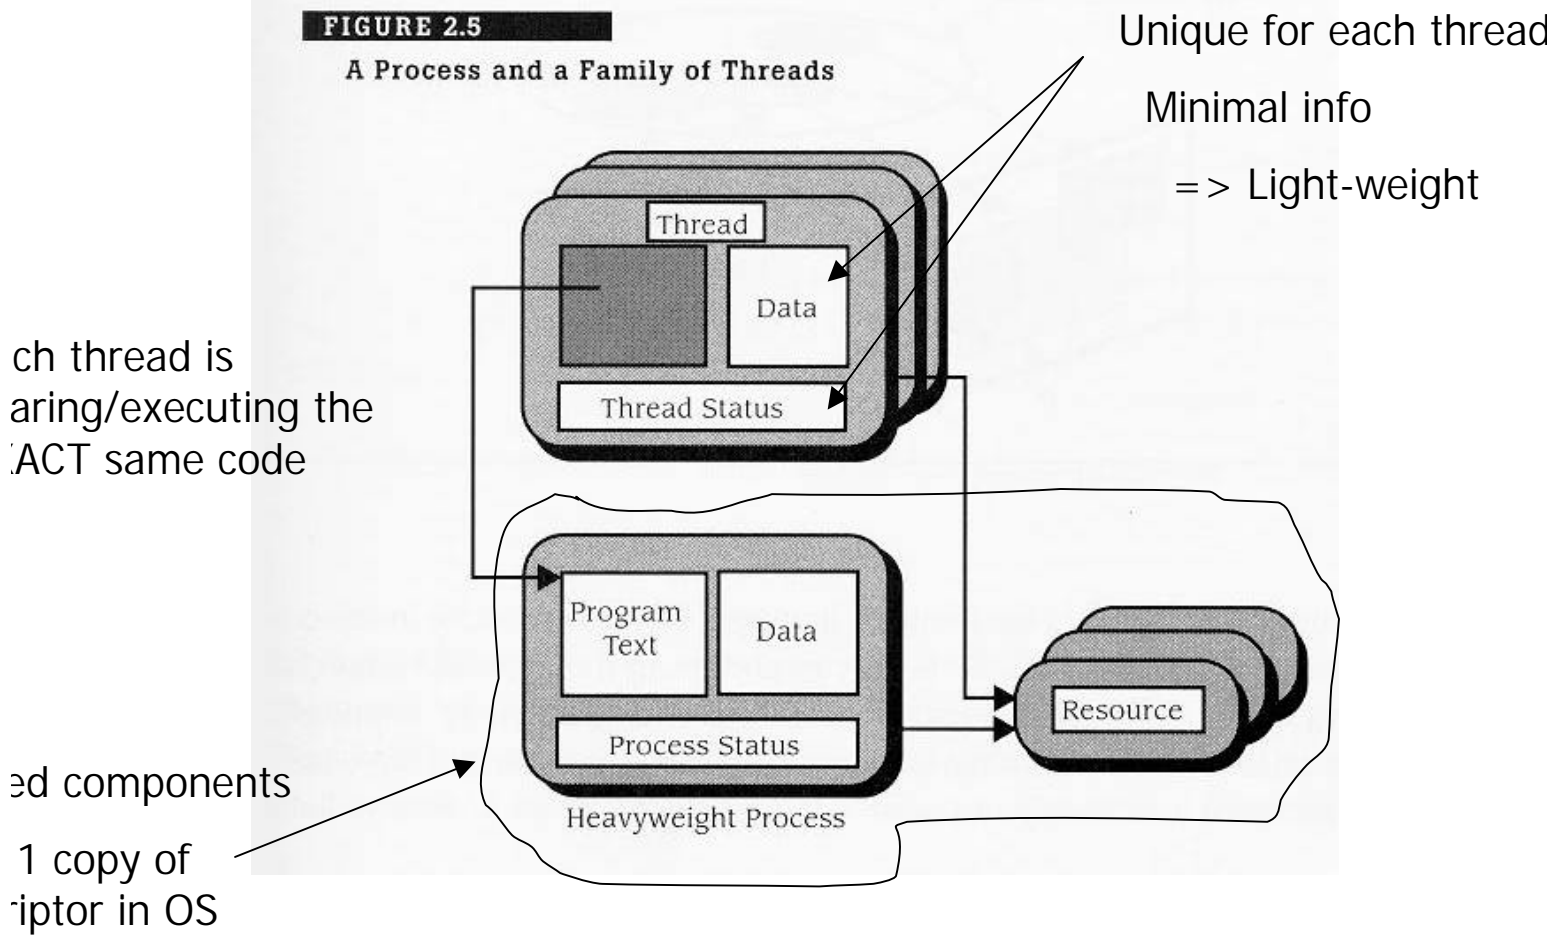 FIGURE 2.5
A Process and a Family of Threads
Unique for each thread
Minimal info
=> Light-weight
Thread
Data
Thread Status
ch thread is
aring/executing the
ACT same code
Program
Text
Data
Process Status
Heavyweight Process
Resource
ed components
1 copy of
riptor in OS